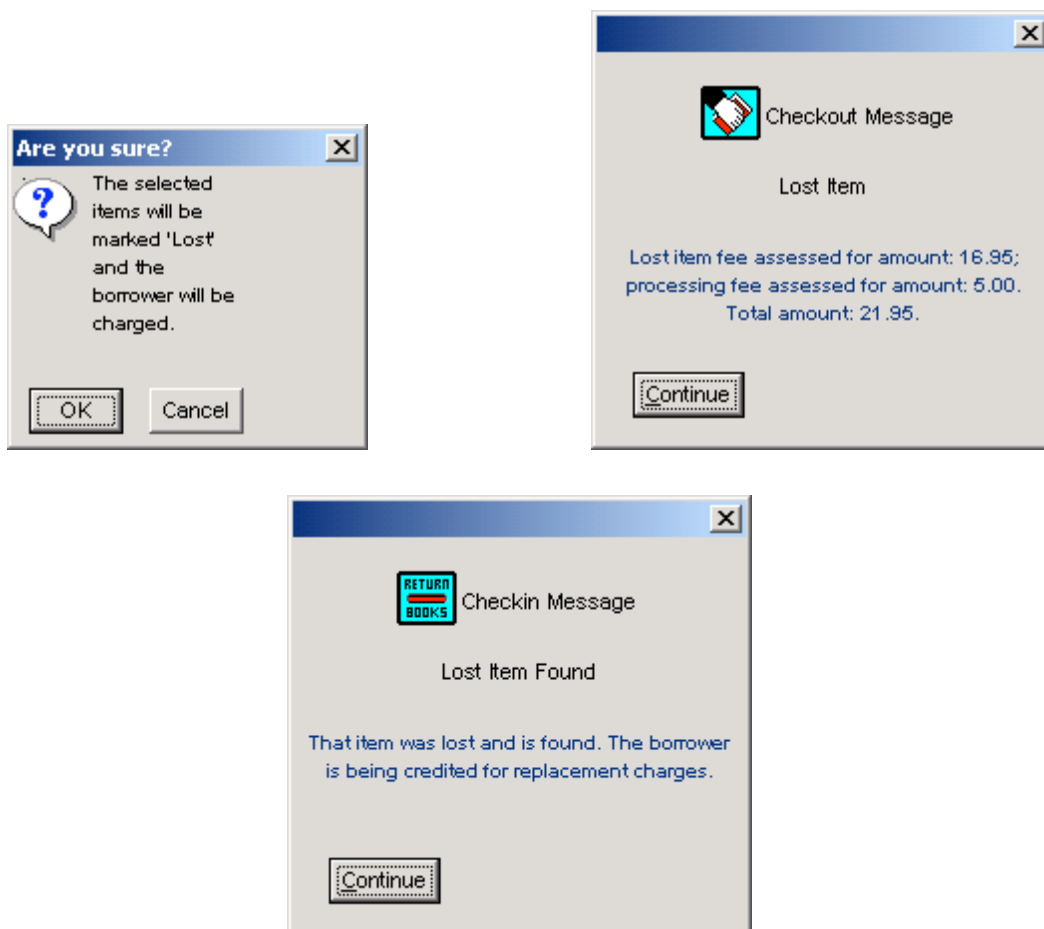 Are you sure?
The selected
items will be
marked 'Lost'
and the
borrower will be
charged.
OK
Cancel
Checkout Message
Lost Item
Lost item fee assessed for amount: 16.95;
processing fee assessed for amount: 5.00.
Total amount: 21.95.
Continue
RETURN
BOOKS
Checkin Message
Lost Item Found
That item was lost and is found. The borrower
is being credited for replacement charges.
Continue